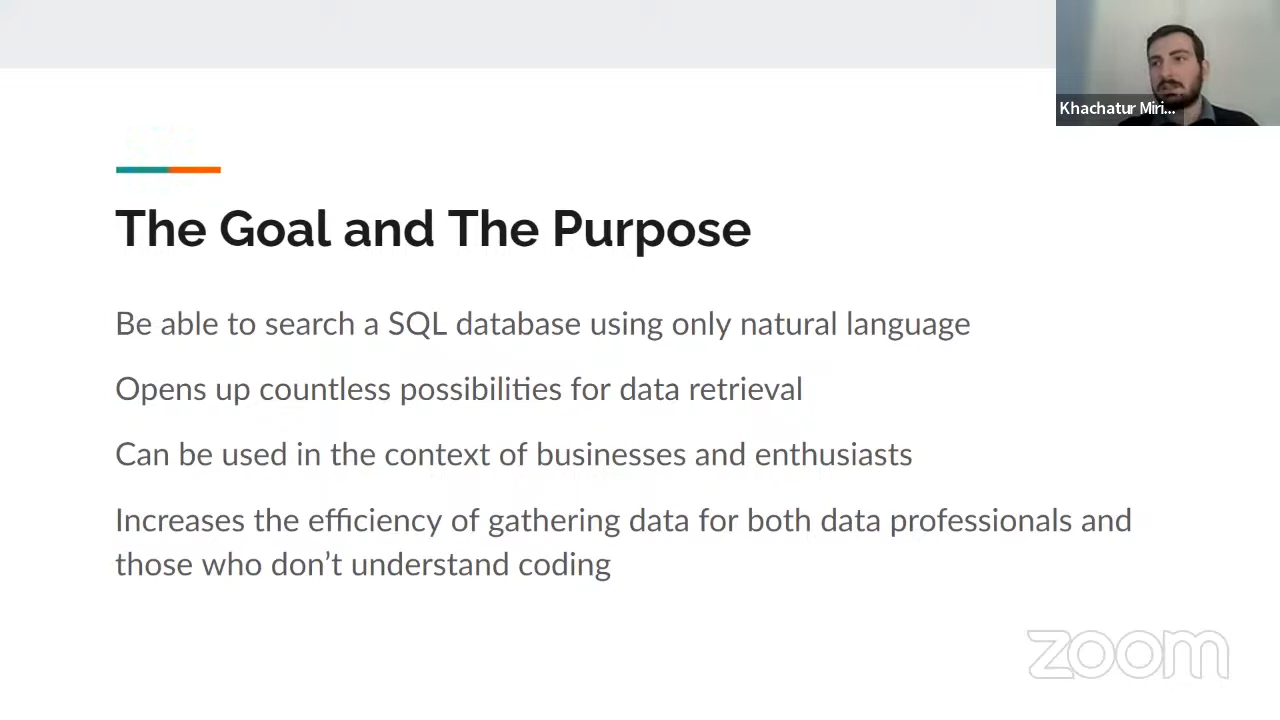 Khachatur Miri...
The Goal and The Purpose
Be able to search a SQL database using only natural language
Opens up countless possibilities for data retrieval
Can be used in the context of businesses and enthusiasts
Increases the efficiency of gathering data for both data professionals and
those who don’t understand coding
zoom